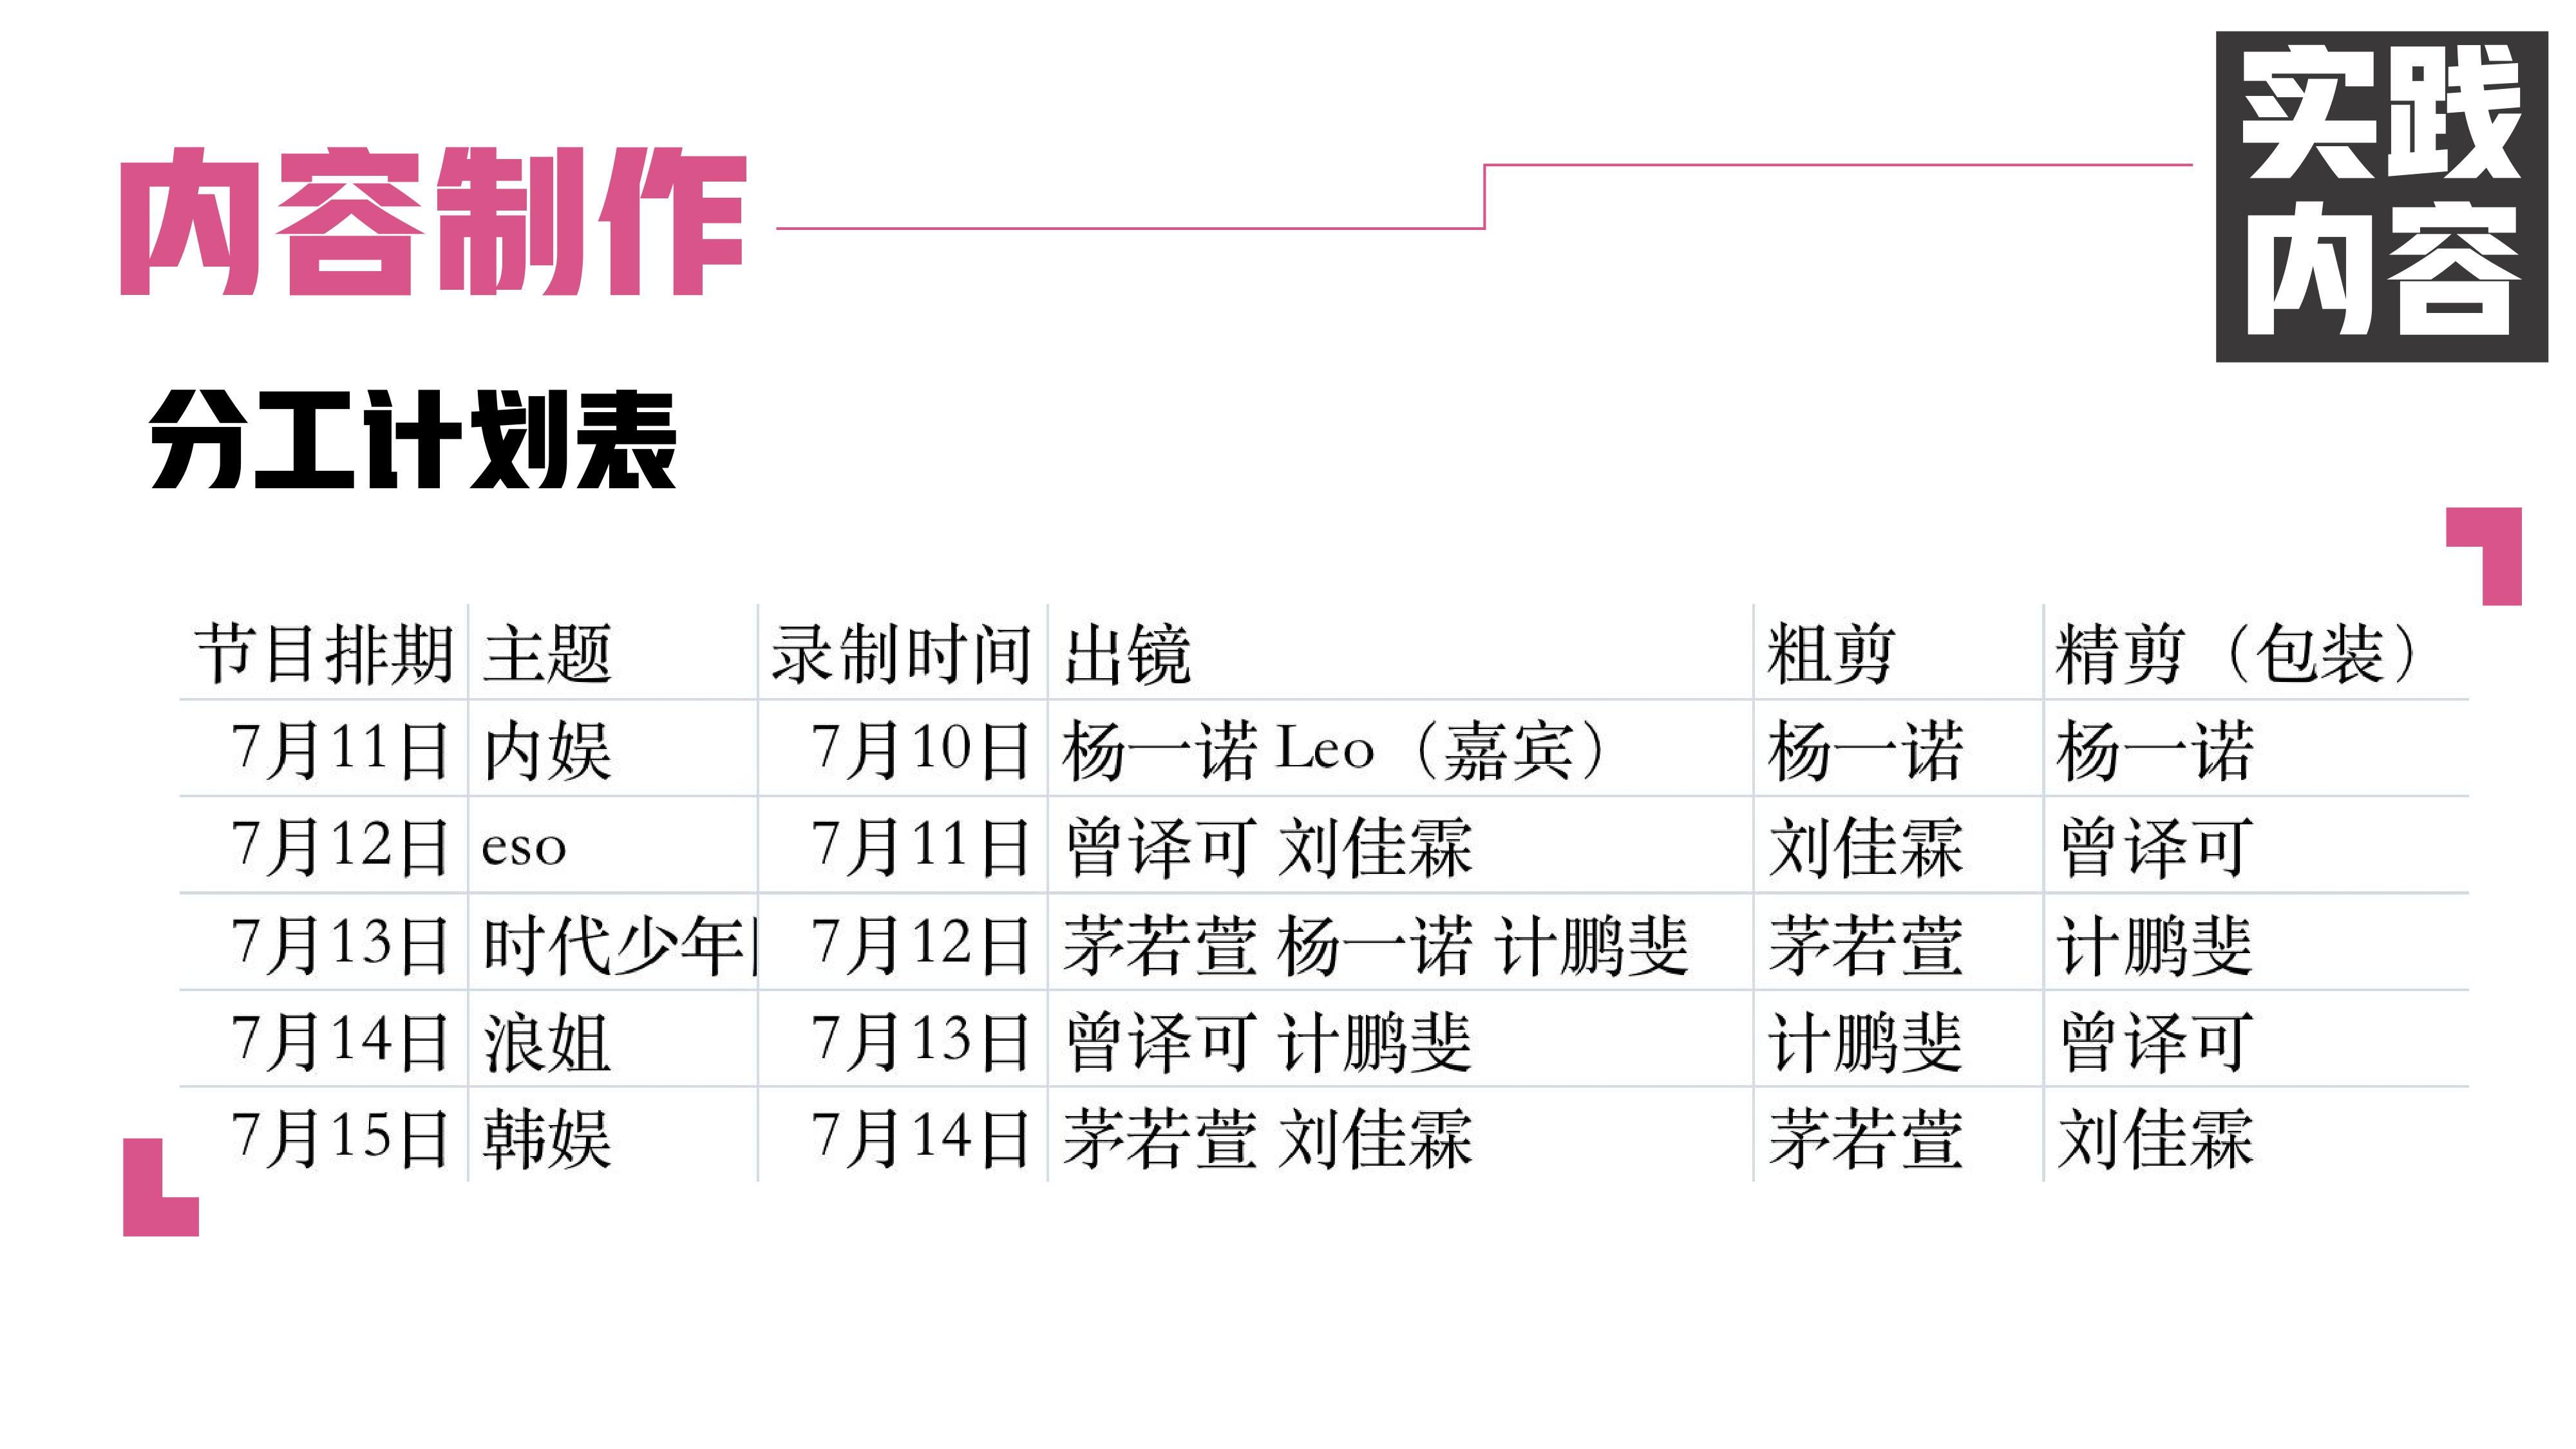 实践
内容
内容制作
分工计划表
节目排期 主题 录制时间 出镜 粗剪 精剪（包装）
7月11日 内娱 7月10日 杨一诺 Leo（嘉宾） 杨一诺 杨一诺
7月12日 eso 7月11日 曾译可 刘佳霖 刘佳霖 曾译可
7月13日 时代少年 7月12日 茅若萱 杨一诺 计鹏斐 茅若萱 计鹏斐
7月14日 浪姐 7月13日 曾译可 计鹏斐 计鹏斐 曾译可
7月15日 韩娱 7月14日 茅若萱 刘佳霖 茅若萱 刘佳霖